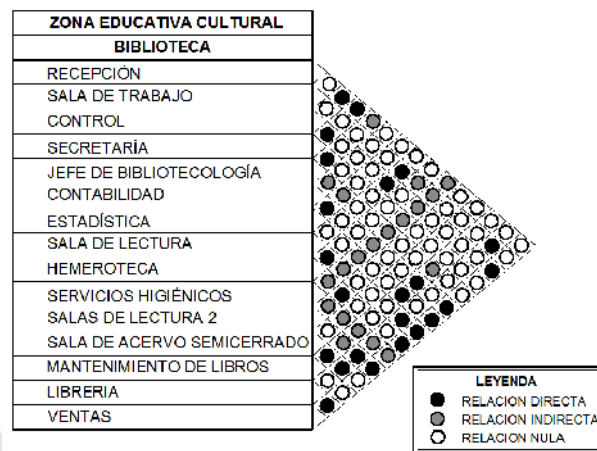 ZONA EDUCATIVA CULTURAL
BIBLIOTECA
RECEPCIÓN
SALA DE TRABAJO
CONTROL
SECRETARÍA
JEFE DE BIBLIOTECOLOGÍA
CONTABILIDAD
ESTADÍSTICA
SALA DE LECTURA
HEMEROTECA
SERVICIOS HIGIÉNICOS
SALAS DE LECTURA 2
SALA DE ACERVO SEMICERRADO
MANTENIMIENTO DE LIBROS
LIBRERIA
VENTAS
LEYENDA
RELACION DIRECTA
RELACION INDIRECTA
RELACION NULA